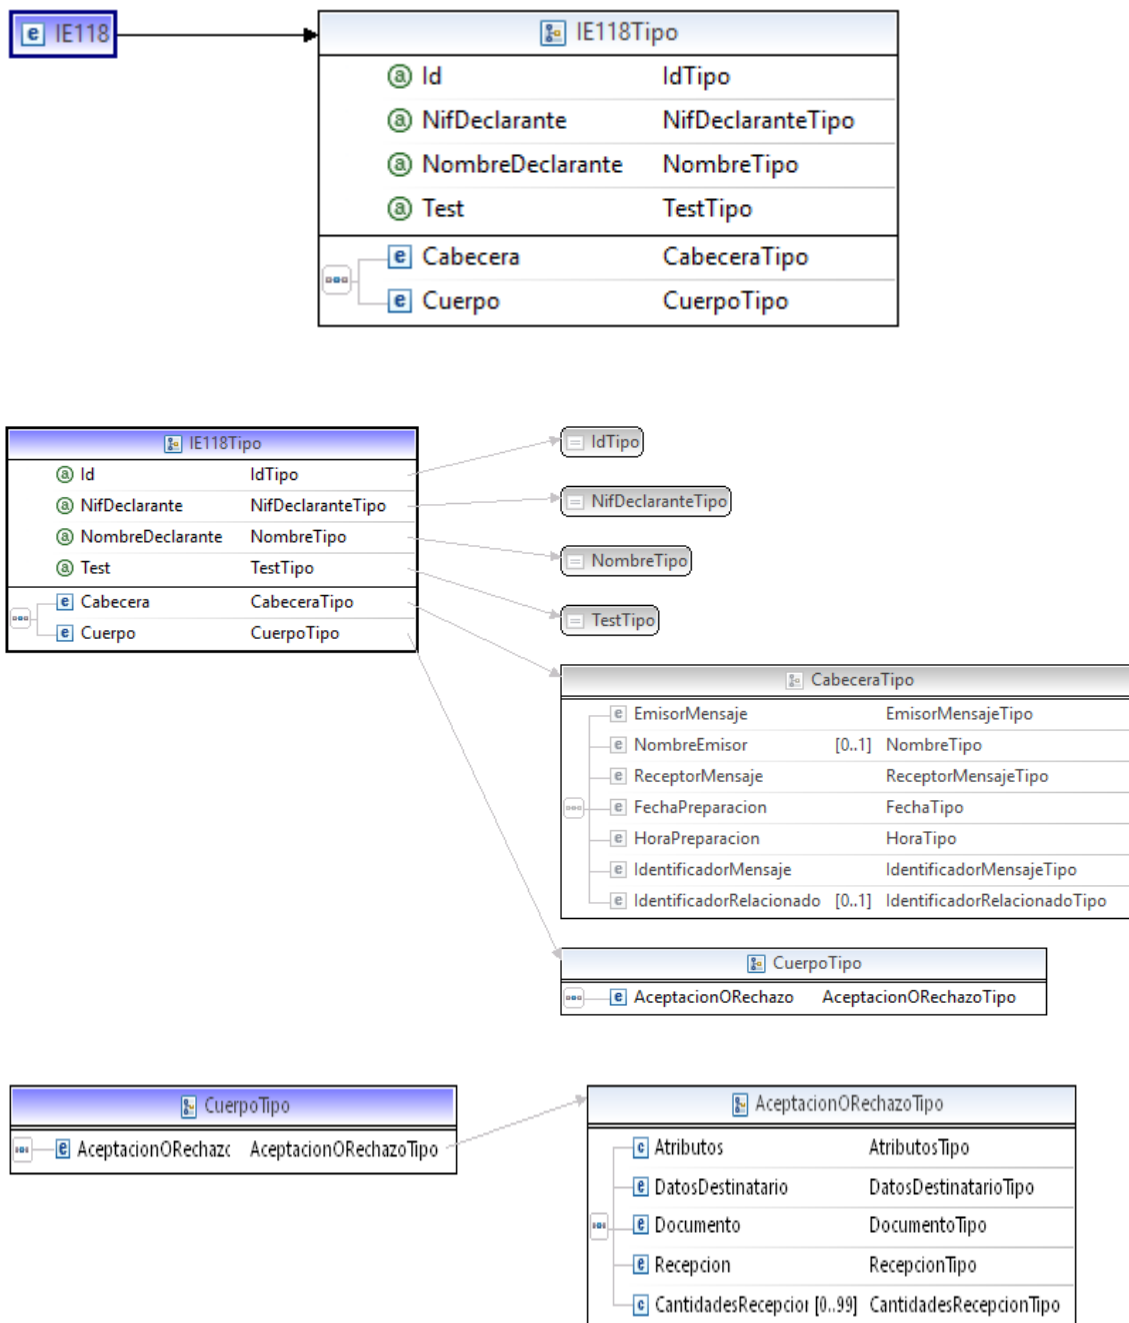 e IE118
IE118Tipo
a Id IdTipo
a NifDeclarante NifDeclaranteTipo
a NombreDeclarante NombreTipo
a Test TestTipo
e Cabecera CabeceraTipo
e Cuerpo CuerpoTipo
IE118Tipo
a Id IdTipo
a NifDeclarante NifDeclaranteTipo
a NombreDeclarante NombreTipo
a Test TestTipo
e Cabecera CabeceraTipo
e Cuerpo CuerpoTipo
IdTipo
NifDeclaranteTipo
NombreTipo
TestTipo
CabeceraTipo
e EmisorMensaje EmisorMensajeTipo
e NombreEmisor [0..1] NombreTipo
e ReceptorMensaje ReceptorMensajeTipo
e FechaPreparacion FechaTipo
e HoraPreparacion HoraTipo
e IdentificadorMensaje IdentificadorMensajeTipo
e IdentificadorRelacionado [0..1] IdentificadorRelacionadoTipo
CuerpoTipo
e AceptacionORechazo AceptacionORechazoTipo
CuerpoTipo
e AceptacionORechazc AceptacionORechazoTipo
AceptacionORechazoTipo
e Atributos AtributosTipo
e DatosDestinatario DatosDestinatarioTipo
e Documento DocumentoTipo
e Recepcion RecepcionTipo
e CantidadesRecepcior [0..99] CantidadesRecepcionTipo